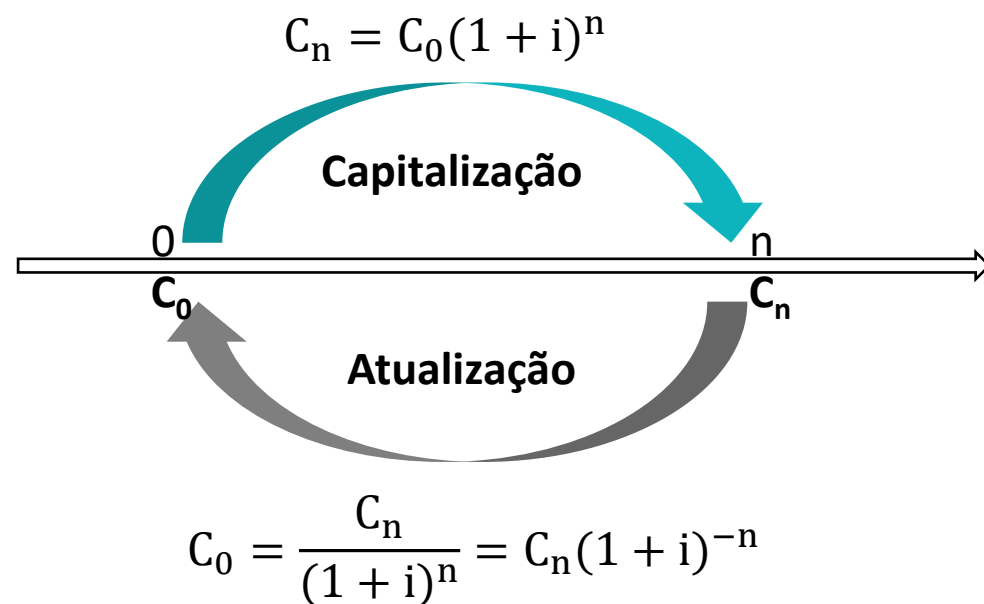 Cₙ = C₀(1 + i)ⁿ
Capitalização
0 n
C₀ Cₙ
Atualização
C₀ = Cₙ/(1 + i)ⁿ = Cₙ(1 + i)⁻ⁿ